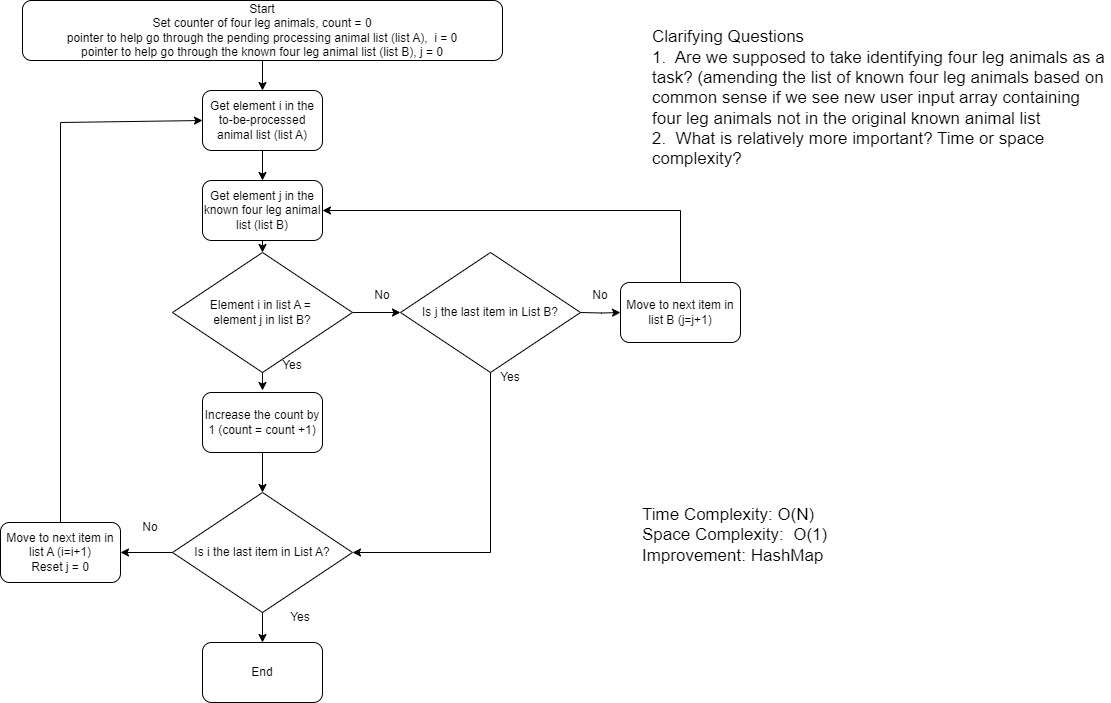 Start
Set counter of four leg animals, count = 0
pointer to help go through the pending processing animal list (list A), i = 0
pointer to help go through the known four leg animal list (list B), j = 0
Clarifying Questions
1. Are we supposed to take identifying four leg animals as a
task? (amending the list of known four leg animals based on
common sense if we see new user input array containing
four leg animals not in the original known animal list
2. What is relatively more important? Time or space
complexity?
Get element i in the
to-be-processed
animal list (list A)
Get element j in the
known four leg animal
list (list B)
Element i in list A =
element j in list B?
No
Is j the last item in List B?
No
Move to next item in
list B (j=j+1)
Yes
Yes
Increase the count by
1 (count = count +1)
Is i the last item in List A?
No
Move to next item in
list A (i=i+1)
Reset j = 0
Yes
End
Time Complexity: O(N)
Space Complexity: O(1)
Improvement: HashMap